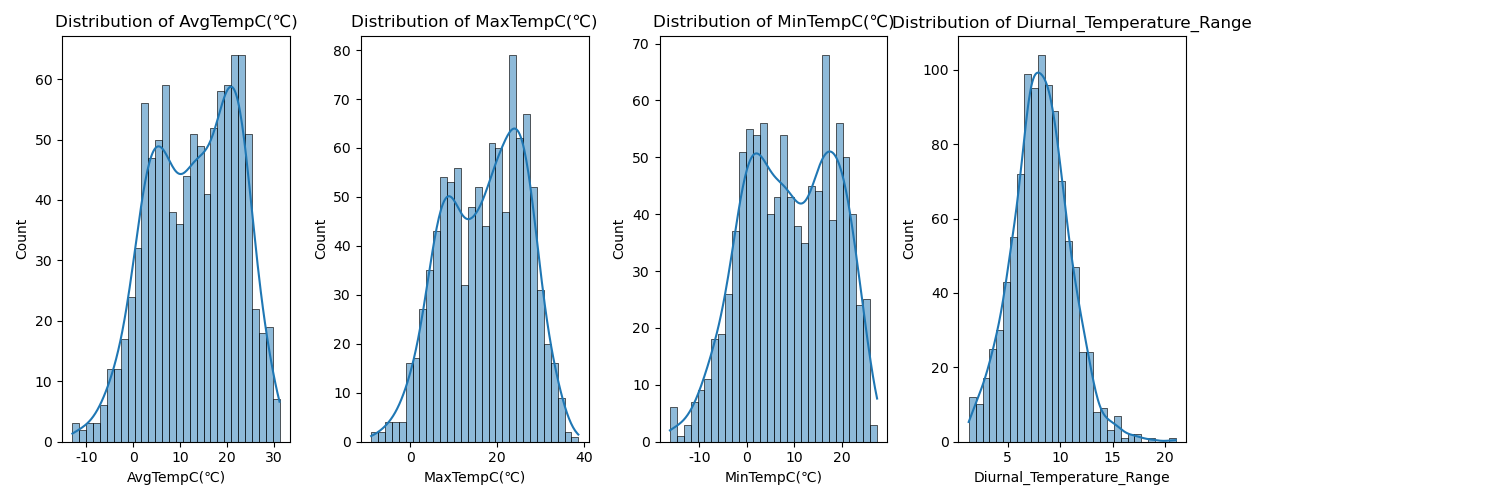 Distribution of AvgTempC(℃)
60
50
40
30
20
10
0
Count
-10 0 10 20 30
AvgTempC(℃)
Distribution of MaxTempC(℃)
80
70
60
50
40
30
20
10
0
Count
0 20 40
MaxTempC(℃)
Distribution of MinTempC(℃)
70
60
50
40
30
20
10
0
Count
-10 0 10 20
MinTempC(℃)
Distribution of Diurnal_Temperature_Range
100
80
60
40
20
0
Count
5 10 15 20
Diurnal_Temperature_Range